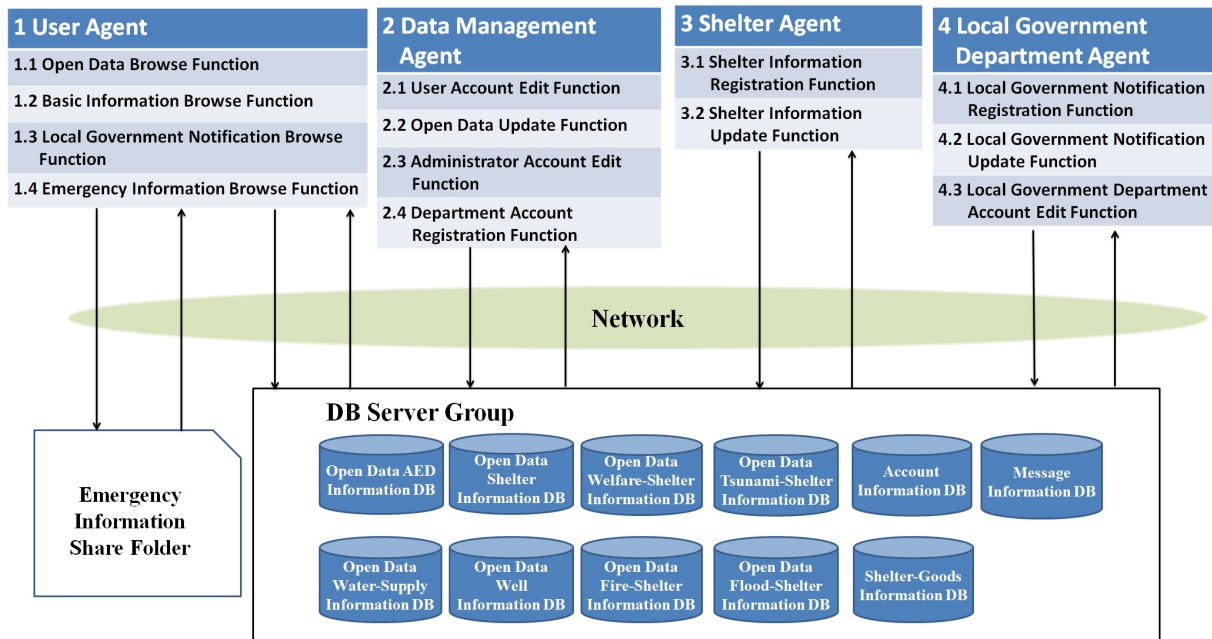 1 User Agent
1.1 Open Data Browse Function
1.2 Basic Information Browse Function
1.3 Local Government Notification Browse
Function
1.4 Emergency Information Browse Function
2 Data Management
Agent
2.1 User Account Edit Function
2.2 Open Data Update Function
2.3 Administrator Account Edit
Function
2.4 Department Account
Registration Function
3 Shelter Agent
3.1 Shelter Information
Registration Function
3.2 Shelter Information
Update Function
4 Local Government
Department Agent
4.1 Local Government Notification
Registration Function
4.2 Local Government Notification
Update Function
4.3 Local Government Department
Account Edit Function
Network
Emergency
Information
Share Folder
DB Server Group
Open Data AED
Information DB
Open Data
Shelter
Information DB
Open Data
Welfare-Shelter
Information DB
Open Data
Tsunami-Shelter
Information DB
Account
Information DB
Message
Information DB
Open Data
Water-Supply
Information DB
Open Data
Well
Information DB
Open Data
Fire-Shelter
Information DB
Open Data
Flood-Shelter
Information DB
Shelter-Goods
Information DB